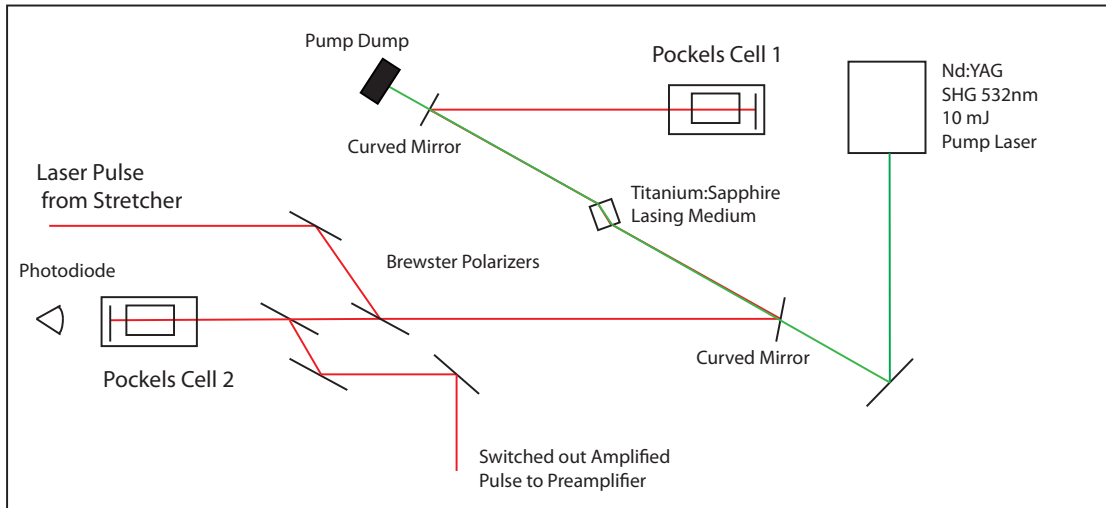 Pump Dump
Pockels Cell 1
Nd:YAG
SHG 532nm
10 mJ
Pump Laser
Curved Mirror
Laser Pulse
from Stretcher
Titanium:Sapphire
Lasing Medium
Photodiode
Brewster Polarizers
Curved Mirror
Pockels Cell 2
Switched out Amplified
Pulse to Preamplifier